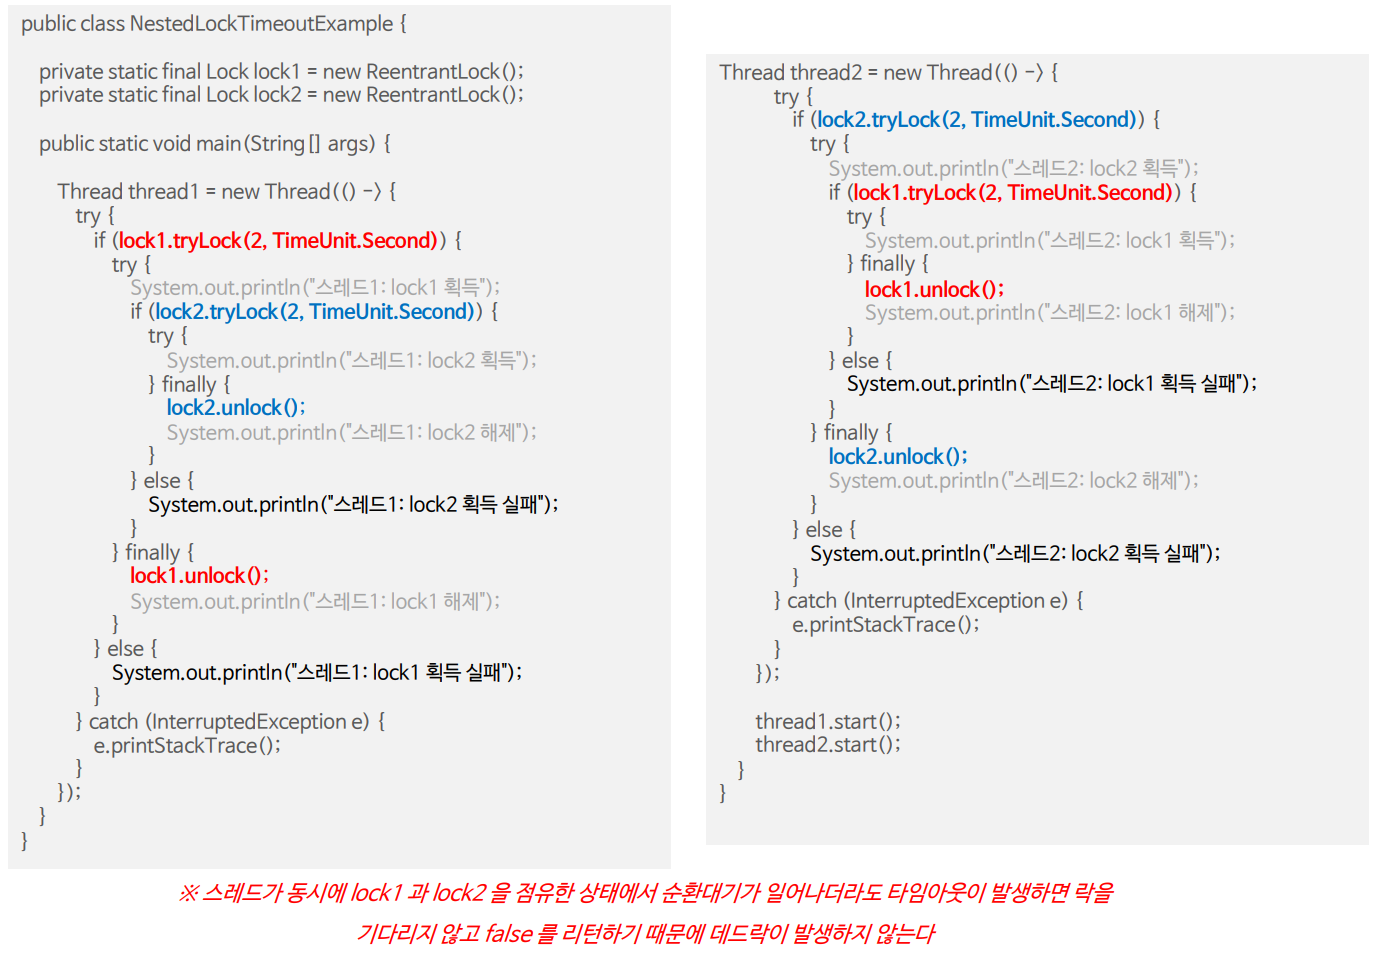 public class NestedLockTimeoutExample {
private static final Lock lock1 = new ReentrantLock();
private static final Lock lock2 = new ReentrantLock();
public static void main(String[] args) {
Thread thread1 = new Thread(() -> {
try {
if (lock1.tryLock(2, TimeUnit.Second)) {
try {
System.out.println("스레드1: lock1 획득");
if (lock2.tryLock(2, TimeUnit.Second)) {
try {
System.out.println("스레드1: lock2 획득");
} finally {
lock2.unlock();
System.out.println("스레드1: lock2 해제");
}
} else {
System.out.println("스레드1: lock2 획득 실패");
}
} finally {
lock1.unlock();
System.out.println("스레드1: lock1 해제");
}
} else {
System.out.println("스레드1: lock1 획득 실패");
}
} catch (InterruptedException e) {
e.printStackTrace();
}
});
}
}
Thread thread2 = new Thread(() -> {
try {
if (lock2.tryLock(2, TimeUnit.Second)) {
try {
System.out.println("스레드2: lock2 획득");
if (lock1.tryLock(2, TimeUnit.Second)) {
try {
System.out.println("스레드2: lock1 획득");
} finally {
lock1.unlock();
System.out.println("스레드2: lock1 해제");
}
} else {
System.out.println("스레드2: lock1 획득 실패");
}
} finally {
lock2.unlock();
System.out.println("스레드2: lock2 해제");
}
} else {
System.out.println("스레드2: lock2 획득 실패");
}
} catch (InterruptedException e) {
e.printStackTrace();
}
});
thread1.start();
thread2.start();
}
}
※ 스레드가 동시에 lock1 과 lock2 을 점유한 상태에서 순환대기가 일어나더라도 타임아웃이 발생하면 락을
기다리지 않고 false 를 리턴하기 때문에 데드락이 발생하지 않는다